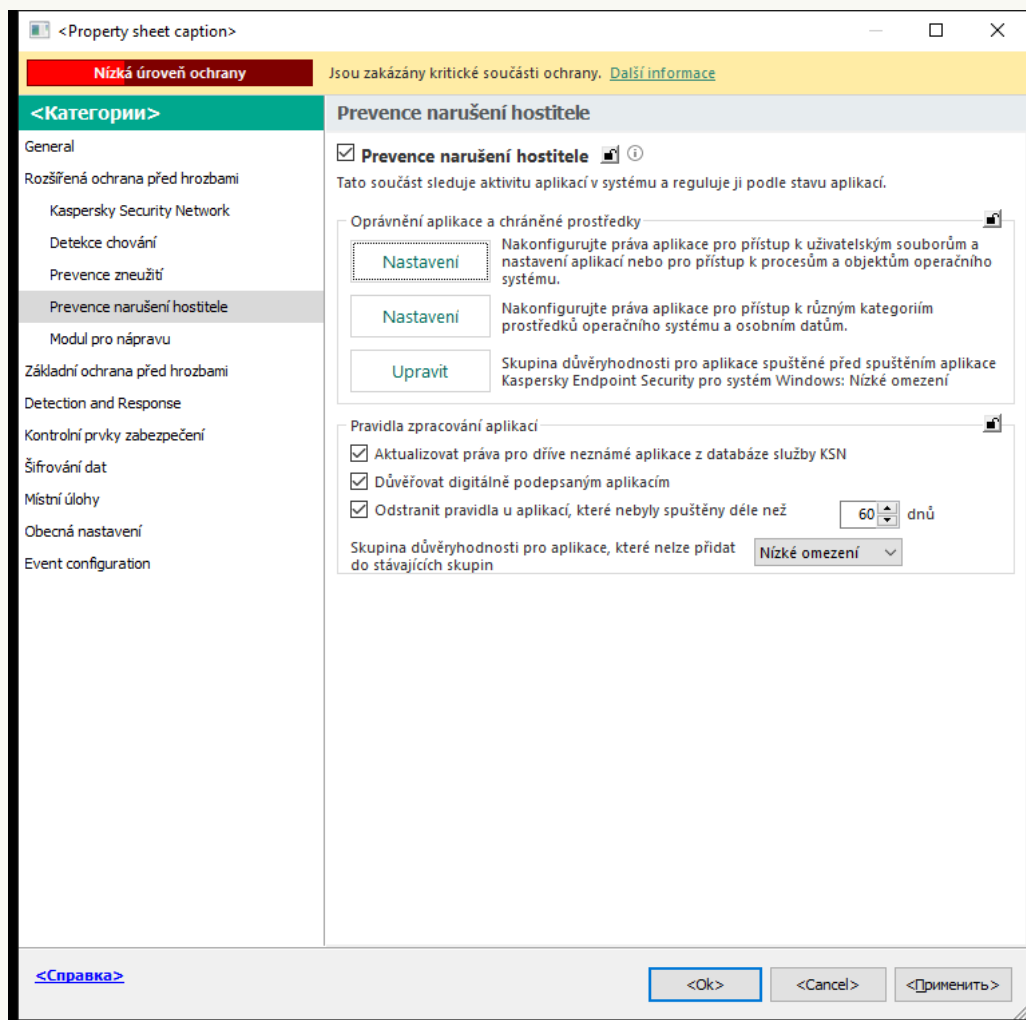 <Property sheet caption>
Nízká úroveň ochrany
Jsou zakázány kritické součásti ochrany. Další informace
<Категории>
General
Rozšířená ochrana před hrozbami
Kaspersky Security Network
Detekce chování
Prevence zneužití
Prevence narušení hostitele
Modul pro nápravu
Základní ochrana před hrozbami
Detection and Response
Kontrolní prvky zabezpečení
Šifrování dat
Místní úlohy
Obecná nastavení
Event configuration
Prevence narušení hostitele
Prevence narušení hostitele
Tato součást sleduje aktivitu aplikací v systému a reguluje ji podle stavu aplikací.
Oprávnění aplikace a chráněné prostředky
Nastavení
Nakonfigurujte práva aplikace pro přístup k uživatelským souborům a
nastavení aplikací nebo pro přístup k procesům a objektům operačního
systému.
Nastavení
Nakonfigurujte práva aplikace pro přístup k různým kategoriím
prostředků operačního systému a osobním datům.
Upravit
Skupina důvěryhodnosti pro aplikace spuštěné před spuštěním aplikace
Kaspersky Endpoint Security pro systém Windows: Nízké omezení
Pravidla zpracování aplikací
Aktualizovat práva pro dříve neznámé aplikace z databáze služby KSN
Důvěřovat digitálně podepsaným aplikacím
Odstranit pravidla u aplikací, které nebyly spuštěny déle než
60 dnů
Skupina důvěryhodnosti pro aplikace, které nelze přidat
do stávajících skupin
Nízké omezení
<Справка>
<Ok>
<Cancel>
<Применить>